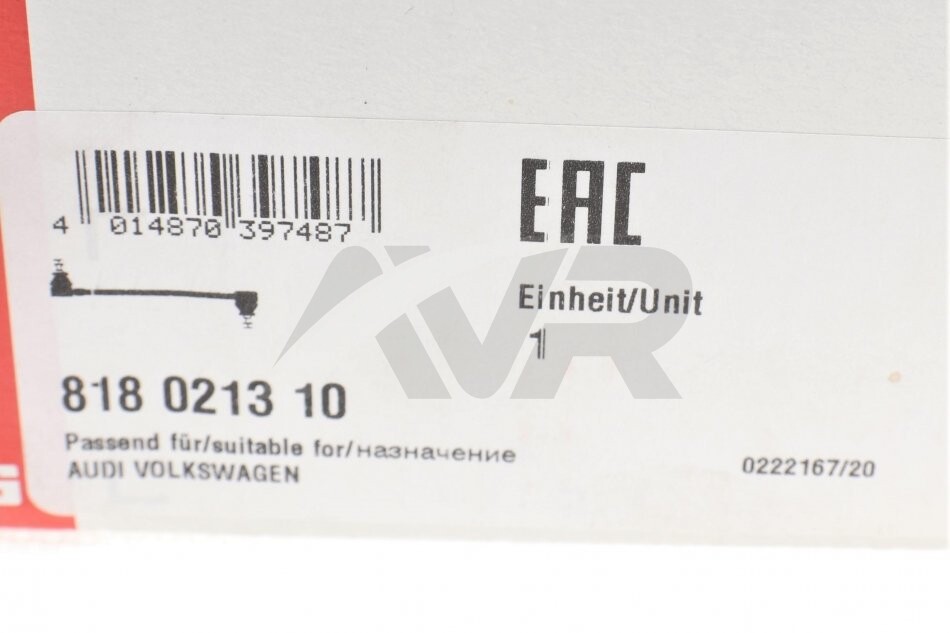 4 014870 397487
EAC
Einheit/Unit
1
818 0213 10
Passend für/suitable for/назначение
AUDI VOLKSWAGEN
0222167/20
G
VR